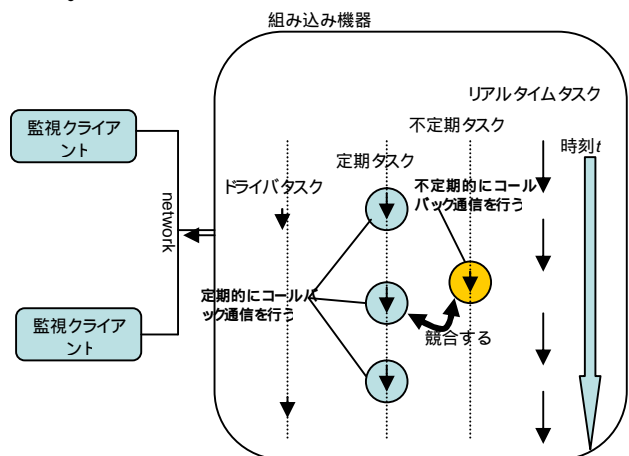 組み込み機器
リアルタイムタスク
不定期タスク
時刻t
定期タスク
ドライバタスク
不定期的にコール
バック通信を行う
監視クライア
ント
network
定期的にコールバ
ック通信を行う
競合する
監視クライア
ント